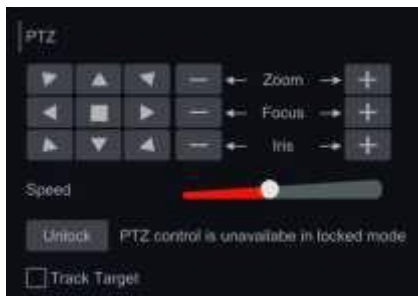 PTZ
Zoom
Focus
Iris
Speed
Unlock PTZ control is unavailabe in locked mode
Track Target